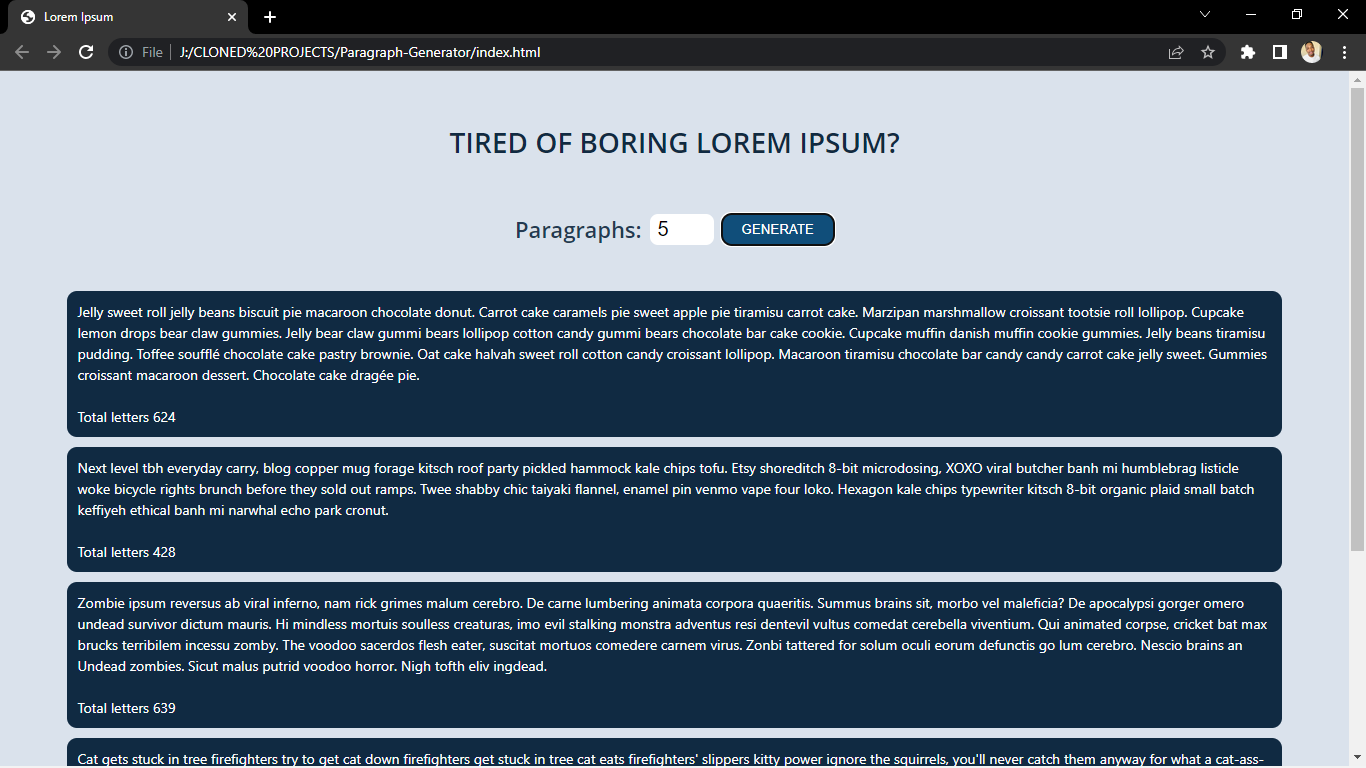 Lorem Ipsum
File
J:/CLONED%20PROJECTS/Paragraph-Generator/index.html
TIRED OF BORING LOREM IPSUM?
Paragraphs: 5 GENERATE
Jelly sweet roll jelly beans biscuit pie macaroon chocolate donut. Carrot cake caramels pie sweet apple pie tiramisu carrot cake. Marzipan marshmallow croissant tootsie roll lollipop. Cupcake
lemon drops bear claw gummies. Jelly bear claw gummi bears lollipop cotton candy gummi bears chocolate bar cake cookie. Cupcake muffin danish muffin cookie gummies. Jelly beans tiramisu
pudding. Toffee soufflé chocolate cake pastry brownie. Oat cake halvah sweet roll cotton candy croissant lollipop. Macaroon tiramisu chocolate bar candy candy carrot cake jelly sweet. Gummies
croissant macaroon dessert. Chocolate cake dragée pie.
Total letters 624
Next level tbh everyday carry, blog copper mug forage kitsch roof party pickled hammock kale chips tofu. Etsy shoreditch 8-bit microdosing, XOXO viral butcher banh mi humblebrag listicle
woke bicycle rights brunch before they sold out ramps. Twee shabby chic taiyaki flannel, enamel pin venmo vape four loko. Hexagon kale chips typewriter kitsch 8-bit organic plaid small batch
keffiyeh ethical banh mi narwhal echo park cronut.
Total letters 428
Zombie ipsum reversus ab viral inferno, nam rick grimes malum cerebro. De carne lumbering animata corpora quaeritis. Summus brains sit, morbo vel maleficia? De apocalypsi gorger omero
undead survivor dictum mauris. Hi mindless mortuis soulless creaturas, imo evil stalking monstra adventus resi dentevil vultus comedat cerebella viventium. Qui animated corpse, cricket bat max
brucks terribilem incessu zomby. The voodoo sacerdos flesh eater, suscitat mortuos comedere carnem virus. Zonbi tattered for solum oculi eorum defunctis go lum cerebro. Nescio brains an
Undead zombies. Sicut malus putrid voodoo horror. Nigh tofth eliv ingdead.
Total letters 639
Cat gets stuck in tree firefighters try to get cat down firefighters get stuck in tree cat eats firefighters' slippers kitty power ignore the squirrels, you'll never catch them anyway for what a cat-ass-